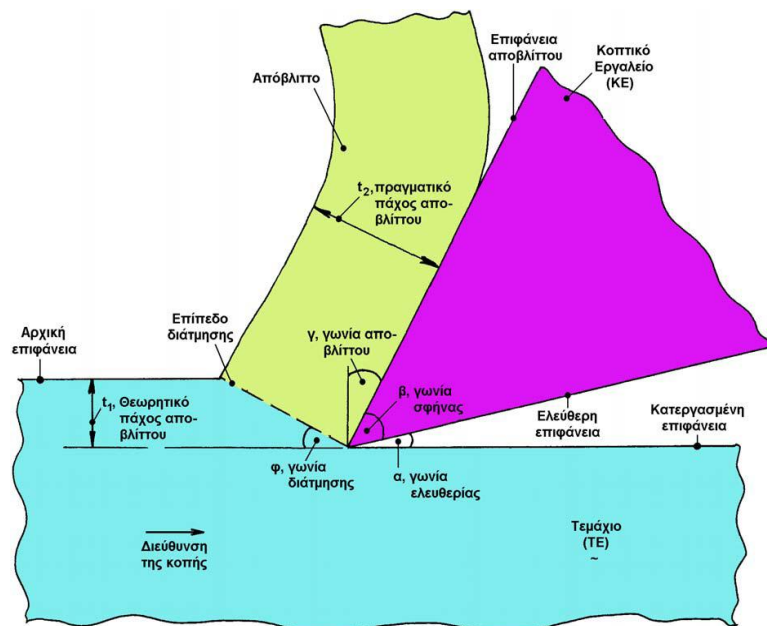 Επιφάνεια
αποβλίττου
Κοπτικό
Εργαλείο
(ΚΕ)
Απόβλιττο
t2,πραγματικό
πάχος απο-
βλίττου
Επίπεδο
διάτμησης
Αρχική
επιφάνεια
γ, γωνία απο-
βλίττου
t1, Θεωρητικό
πάχος απο-
βλίττου
β, γωνία
σφήνας
Ελεύθερη
επιφάνεια
Κατεργασμένη
επιφάνεια
φ, γωνία
διάτμησης
α, γωνία
ελευθερίας
Διεύθυνση
της κοπής
Τεμάχιο
(ΤΕ)
~